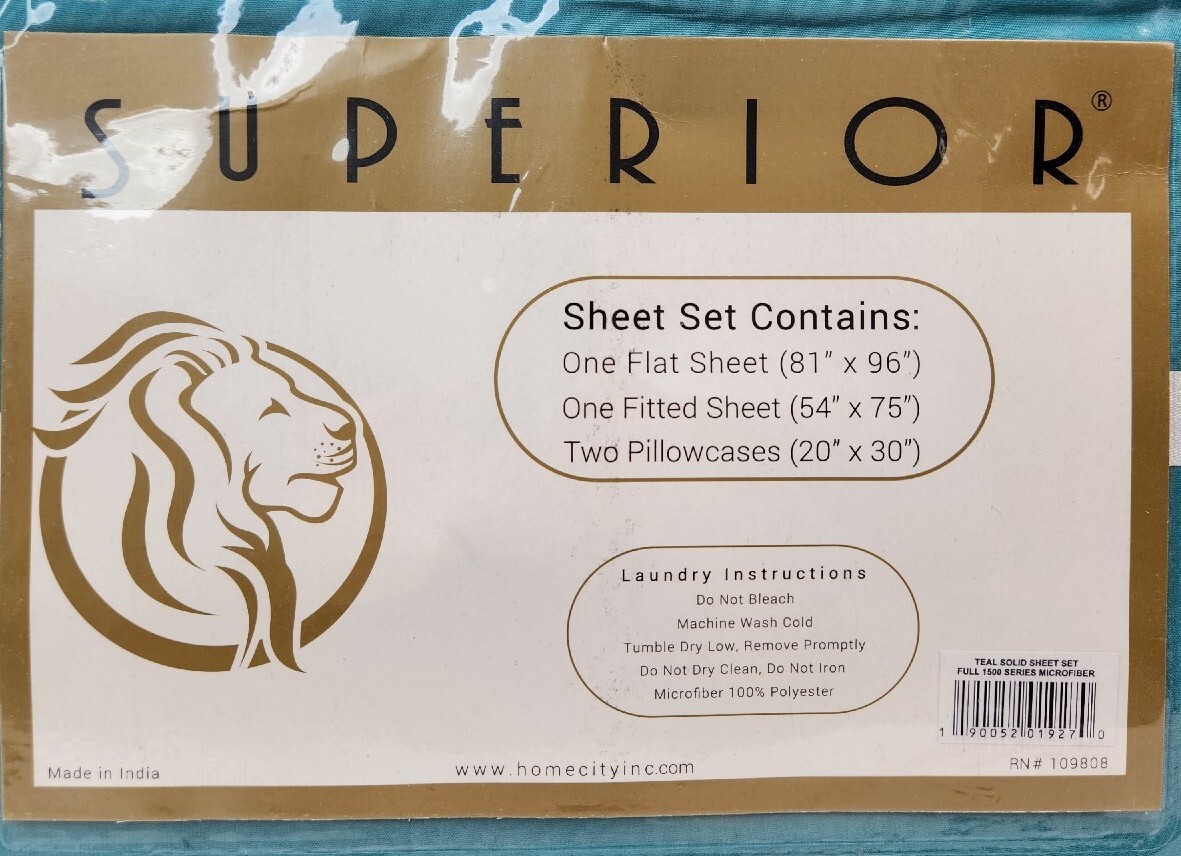 SUPERIOR®
Sheet Set Contains:
One Flat Sheet (81” x 96”)
One Fitted Sheet (54” x 75”)
Two Pillowcases (20” x 30”)
Laundry Instructions
Do Not Bleach
Machine Wash Cold
Tumble Dry Low, Remove Promptly
Do Not Dry Clean, Do Not Iron
Microfiber 100% Polyester
TEAL SOLID SHEET SET
FULL 1500 SERIES MICROFIBER
1 90052 01927 0
Made in India
www.homecityinc.com
RN# 109808